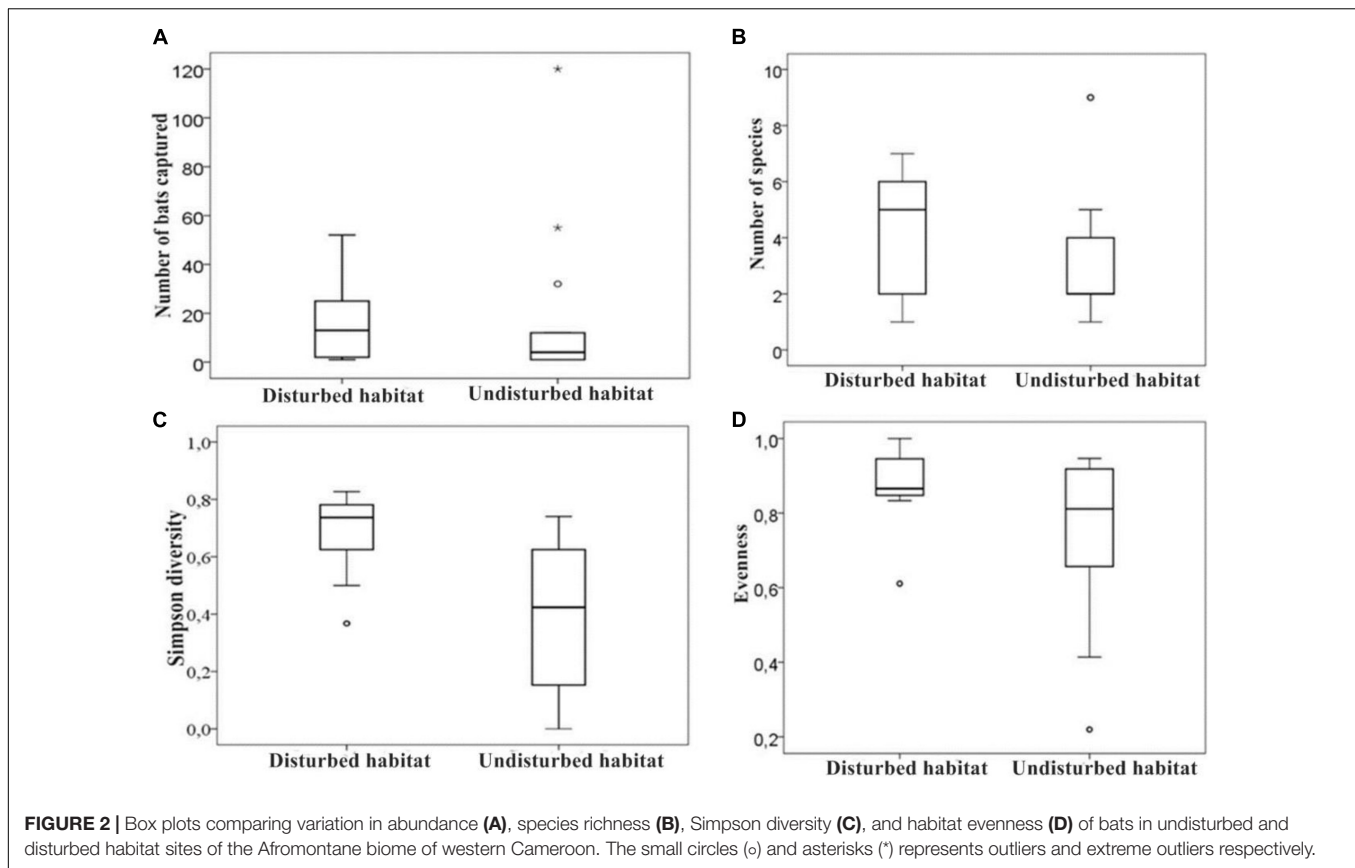 A
Number of bats captured
120
100
80
60
40
20
0
Disturbed habitat
Undisturbed habitat
B
Number of species
10
8
6
4
2
0
Disturbed habitat
Undisturbed habitat
C
Simpson diversity
1,0
0,8
0,6
0,4
0,2
0,0
Disturbed habitat
Undisturbed habitat
D
Evenness
1,0
0,8
0,6
0,4
0,2
Disturbed habitat
Undisturbed habitat
FIGURE 2 | Box plots comparing variation in abundance (A), species richness (B), Simpson diversity (C), and habitat evenness (D) of bats in undisturbed and
disturbed habitat sites of the Afromontane biome of western Cameroon. The small circles (○) and asterisks (*) represents outliers and extreme outliers respectively.